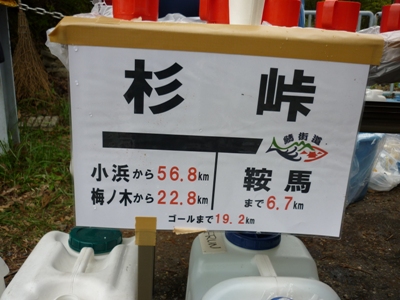 杉 峠
鯖街道
小浜から56.8km
梅ノ木から22.8km
鞍馬
まで6.7km
ゴールまで19.2km